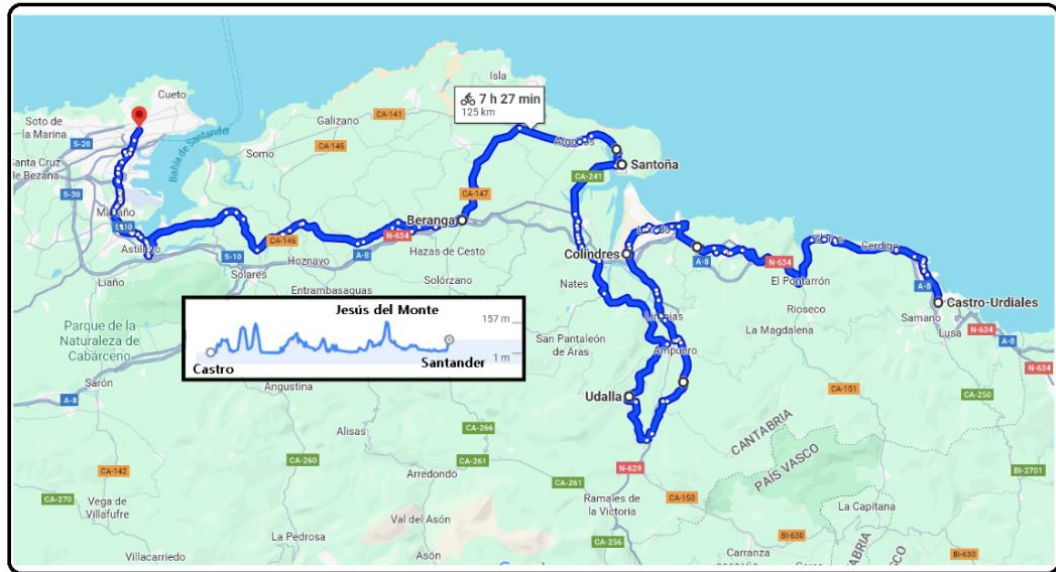 Cueto
Isla
Soto de
la Marina
7 h 27 min
125 km
CA-141
Galizano
S-20
Bahía de Santander
CA-146
Somo
Santa Cruz
de Bezana
Santoña
CA-241
S-30
CA-147
Beranga
CA-146
N-634
Astillero
S-10
Hoznayo
A-8
Hazas de Cesto
Colindres
A-8
N-634
Cerdigo
Liaño
Solares
El Pontarrón
A-8
Entrambasaguas
Solórzano
Nates
Rioseco
Castro-Urdiales
Jesús del Monte
157 m
Limpias
Samano
Lusa
N-634
A-8
Parque de la
Naturaleza de
Cabárceno
San Pantaleón
de Aras
La Magdalena
Ampuero
1 m
Santander
Castro
Sarón
Udalla
A-8
Angustina
CA-151
CA-250
CA-266
CANTABRIA
Alisas
CA-142
CA-260
CA-261
PAÍS VASCO
N-629
BI-2701
Arredondo
CA-261
CA-270
Vega de
Villafufre
Ramales de
la Victoria
CA-150
La Capitana
Val del Asón
La Pedrosa
BI-630
CA-256
N-630
Villacarriedo
Asón
Carranza